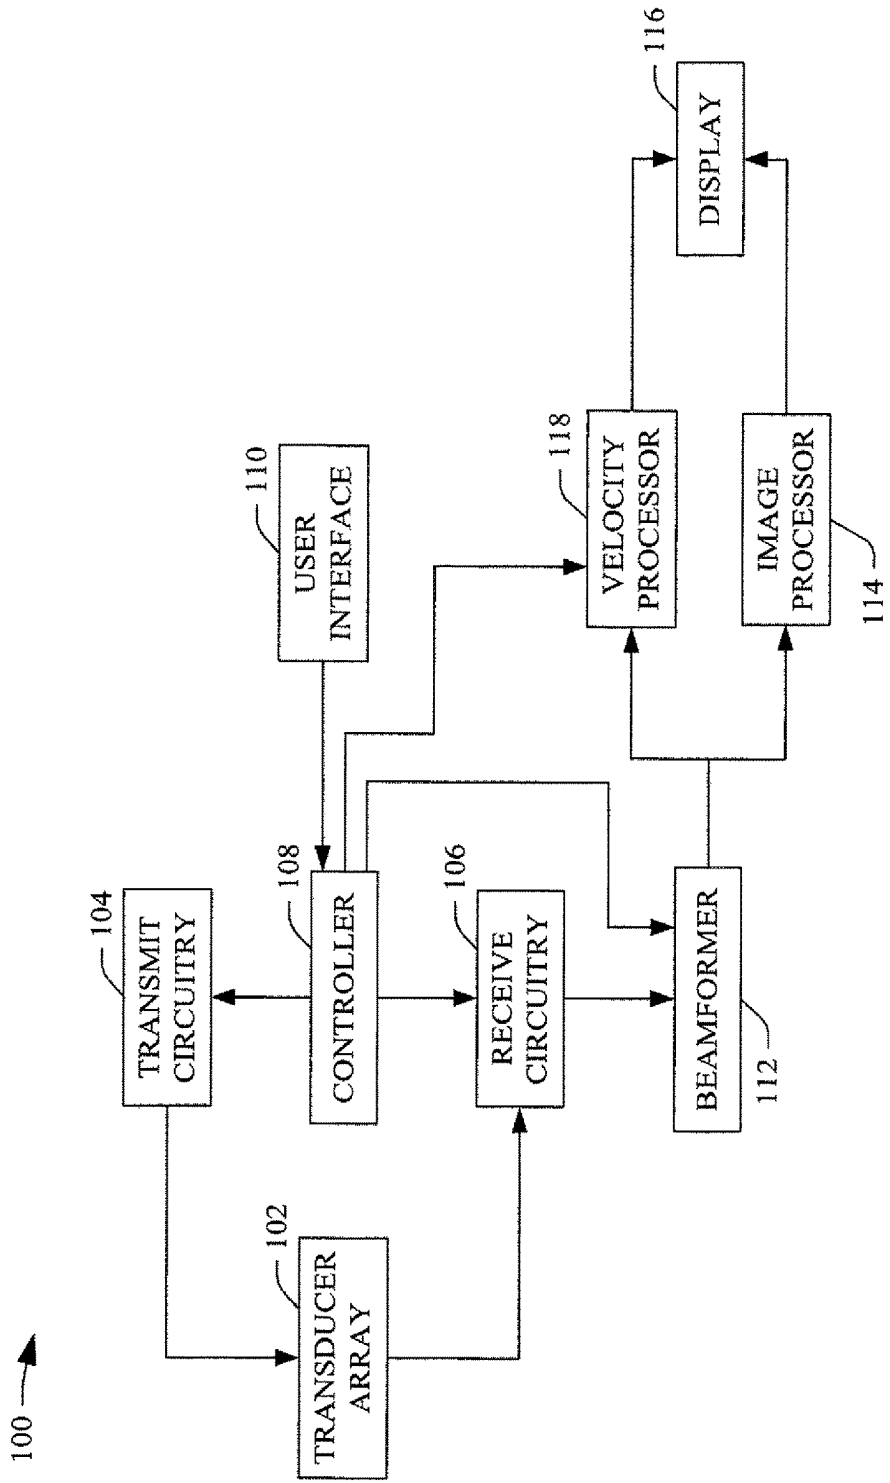 100
102
TRANSDUCER
ARRAY
104
TRANSMIT
CIRCUITRY
108
CONTROLLER
106
RECEIVE
CIRCUITRY
BEAMFORMER
112
110
USER
INTERFACE
118
VELOCITY
PROCESSOR
IMAGE
PROCESSOR
114
116
DISPLAY